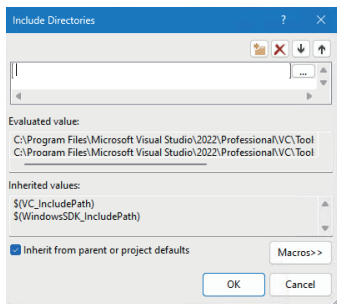 Include Directories
?
...
Evaluated value:
C:\Program Files\Microsoft Visual Studio\2022\Professional\VC\Tool
C:\Program Files\Microsoft Visual Studio\2022\Professional\VC\Tool
Inherited values:
$(VC_IncludePath)
$(WindowsSDK_IncludePath)
Inherit from parent or project defaults
Macros>>
OK
Cancel